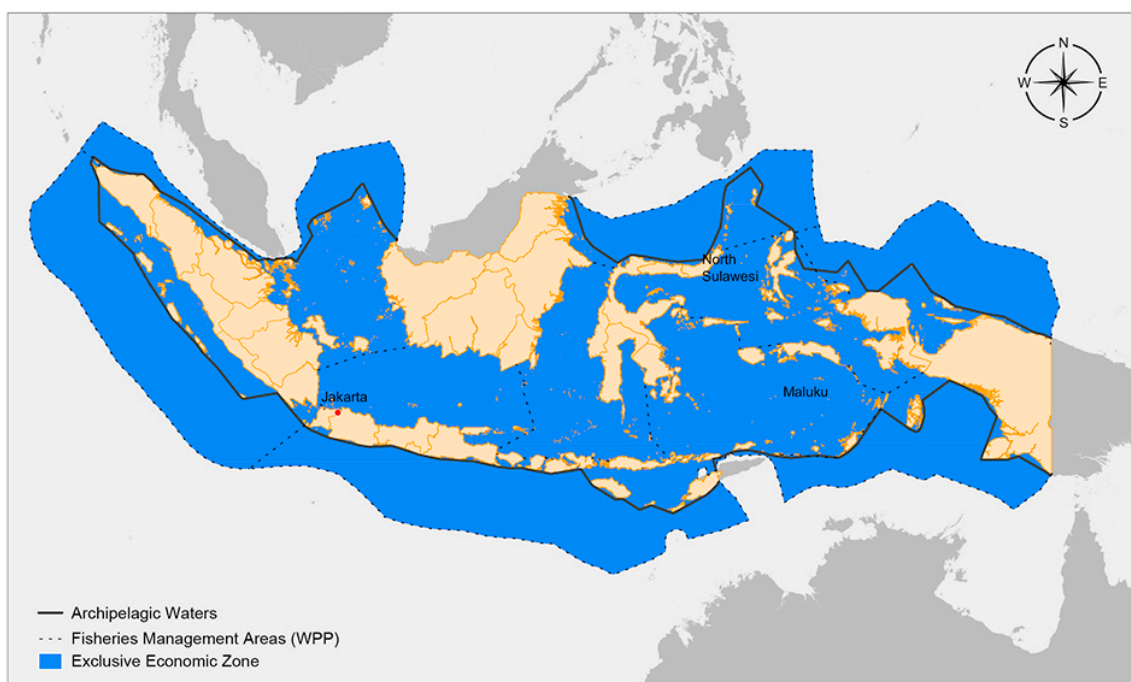 N
W E
S
North
Sulawesi
Jakarta
Maluku
Archipelagic Waters
Fisheries Management Areas (WPP)
Exclusive Economic Zone